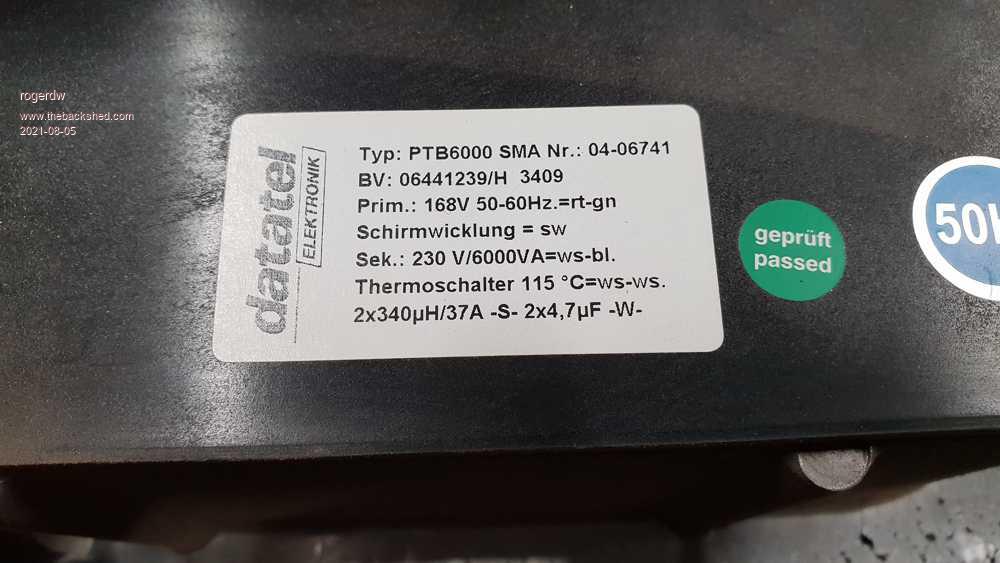 rogerdw
www.thebackshed.com
2021-08-05
datatel
ELEKTRONIK
Typ: PTB6000 SMA Nr.: 04-06741
BV: 06441239/H 3409
Prim.: 168V 50-60Hz.=rt-gn
Schirmwicklung = sw
Sek.: 230 V/6000VA=ws-bl.
Thermoschalter 115 °C=ws-ws.
2x340µH/37A -S- 2x4,7µF -W-
geprüft
passed
50